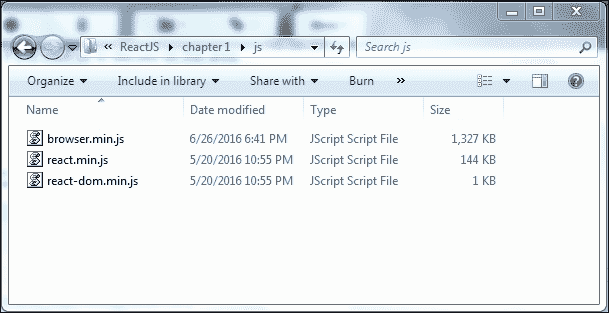 « ReactJS ▸ chapter1 ▸ js Search js
Organize Include in library Share with Burn »
Name Date modified Type Size
browser.min.js 6/26/2016 6:41 PM JScript Script File 1,327 KB
react.min.js 5/20/2016 10:55 PM JScript Script File 144 KB
react-dom.min.js 5/20/2016 10:55 PM JScript Script File 1 KB